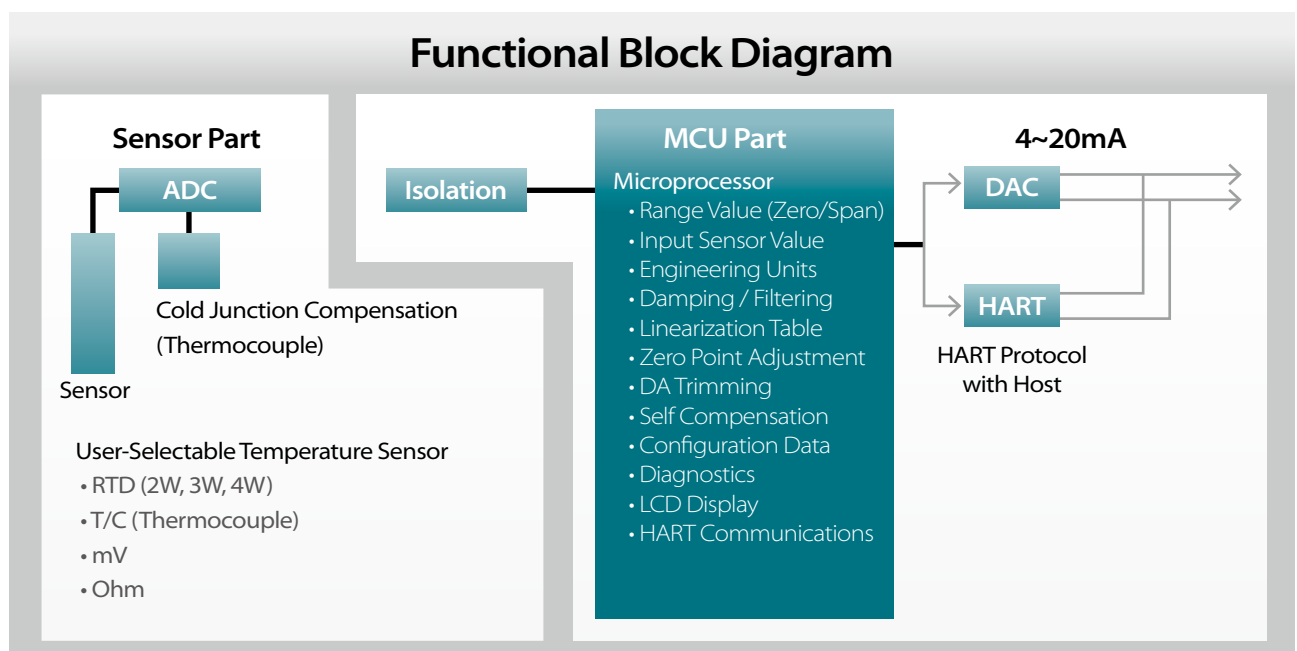 Functional Block Diagram
Sensor Part
ADC
Cold Junction Compensation
(Thermocouple)
Sensor
User-Selectable Temperature Sensor
• RTD (2W, 3W, 4W)
• T/C (Thermocouple)
• mV
• Ohm
Isolation
MCU Part
Microprocessor
• Range Value (Zero/Span)
• Input Sensor Value
• Engineering Units
• Damping / Filtering
• Linearization Table
• Zero Point Adjustment
• DA Trimming
• Self Compensation
• Configuration Data
• Diagnostics
• LCD Display
• HART Communications
4~20mA
DAC
HART
HART Protocol
with Host